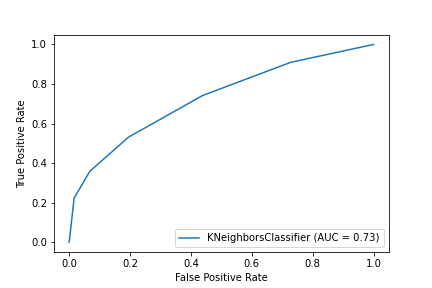 1.0
0.8
0.6
0.4
0.2
0.0
True Positive Rate
KNeighborsClassifier (AUC = 0.73)
0.0 0.2 0.4 0.6 0.8 1.0
False Positive Rate